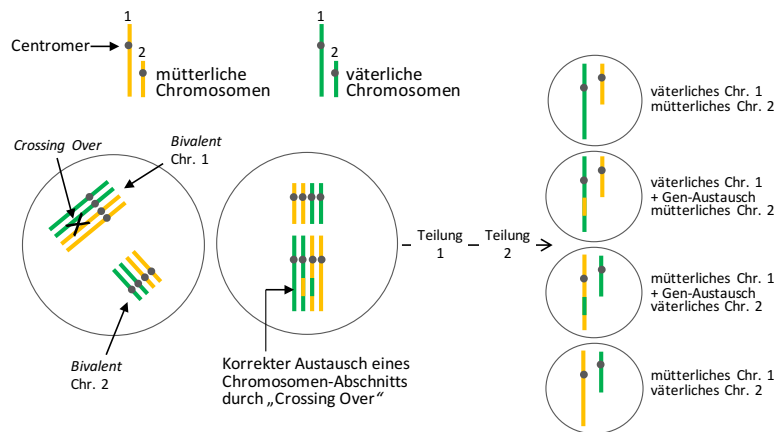 1
1
Centromer
2
2
mütterliche
Chromosomen
väterliche
Chromosomen
Crossing Over
Bivalent
Chr. 1
Bivalent
Chr. 2
Korrekter Austausch eines
Chromosomen-Abschnitts
durch „Crossing Over“
Teilung
1
Teilung
2
väterliches Chr. 1
mütterliches Chr. 2
väterliches Chr. 1
+ Gen-Austausch
mütterliches Chr. 2
mütterliches Chr. 1
+ Gen-Austausch
väterliches Chr. 2
mütterliches Chr. 1
väterliches Chr. 2